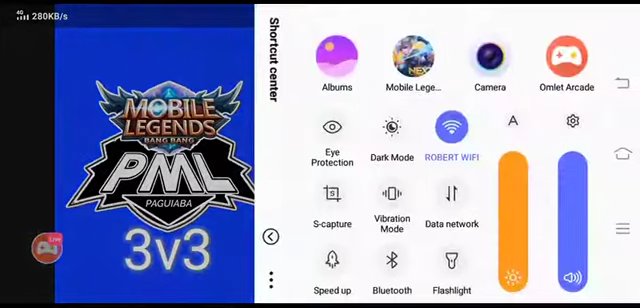 4G 280KB/s
MOBILE
LEGENDS
BANG BANG
PML
PAGUIABA
3v3
LIVE
Shortcut center
Albums
Mobile Lege...
Camera
Omlet Arcade
Eye
Protection
Dark Mode
ROBERT WIFI
A
S
S-capture
Vibration
Mode
Data network
Speed up
Bluetooth
Flashlight